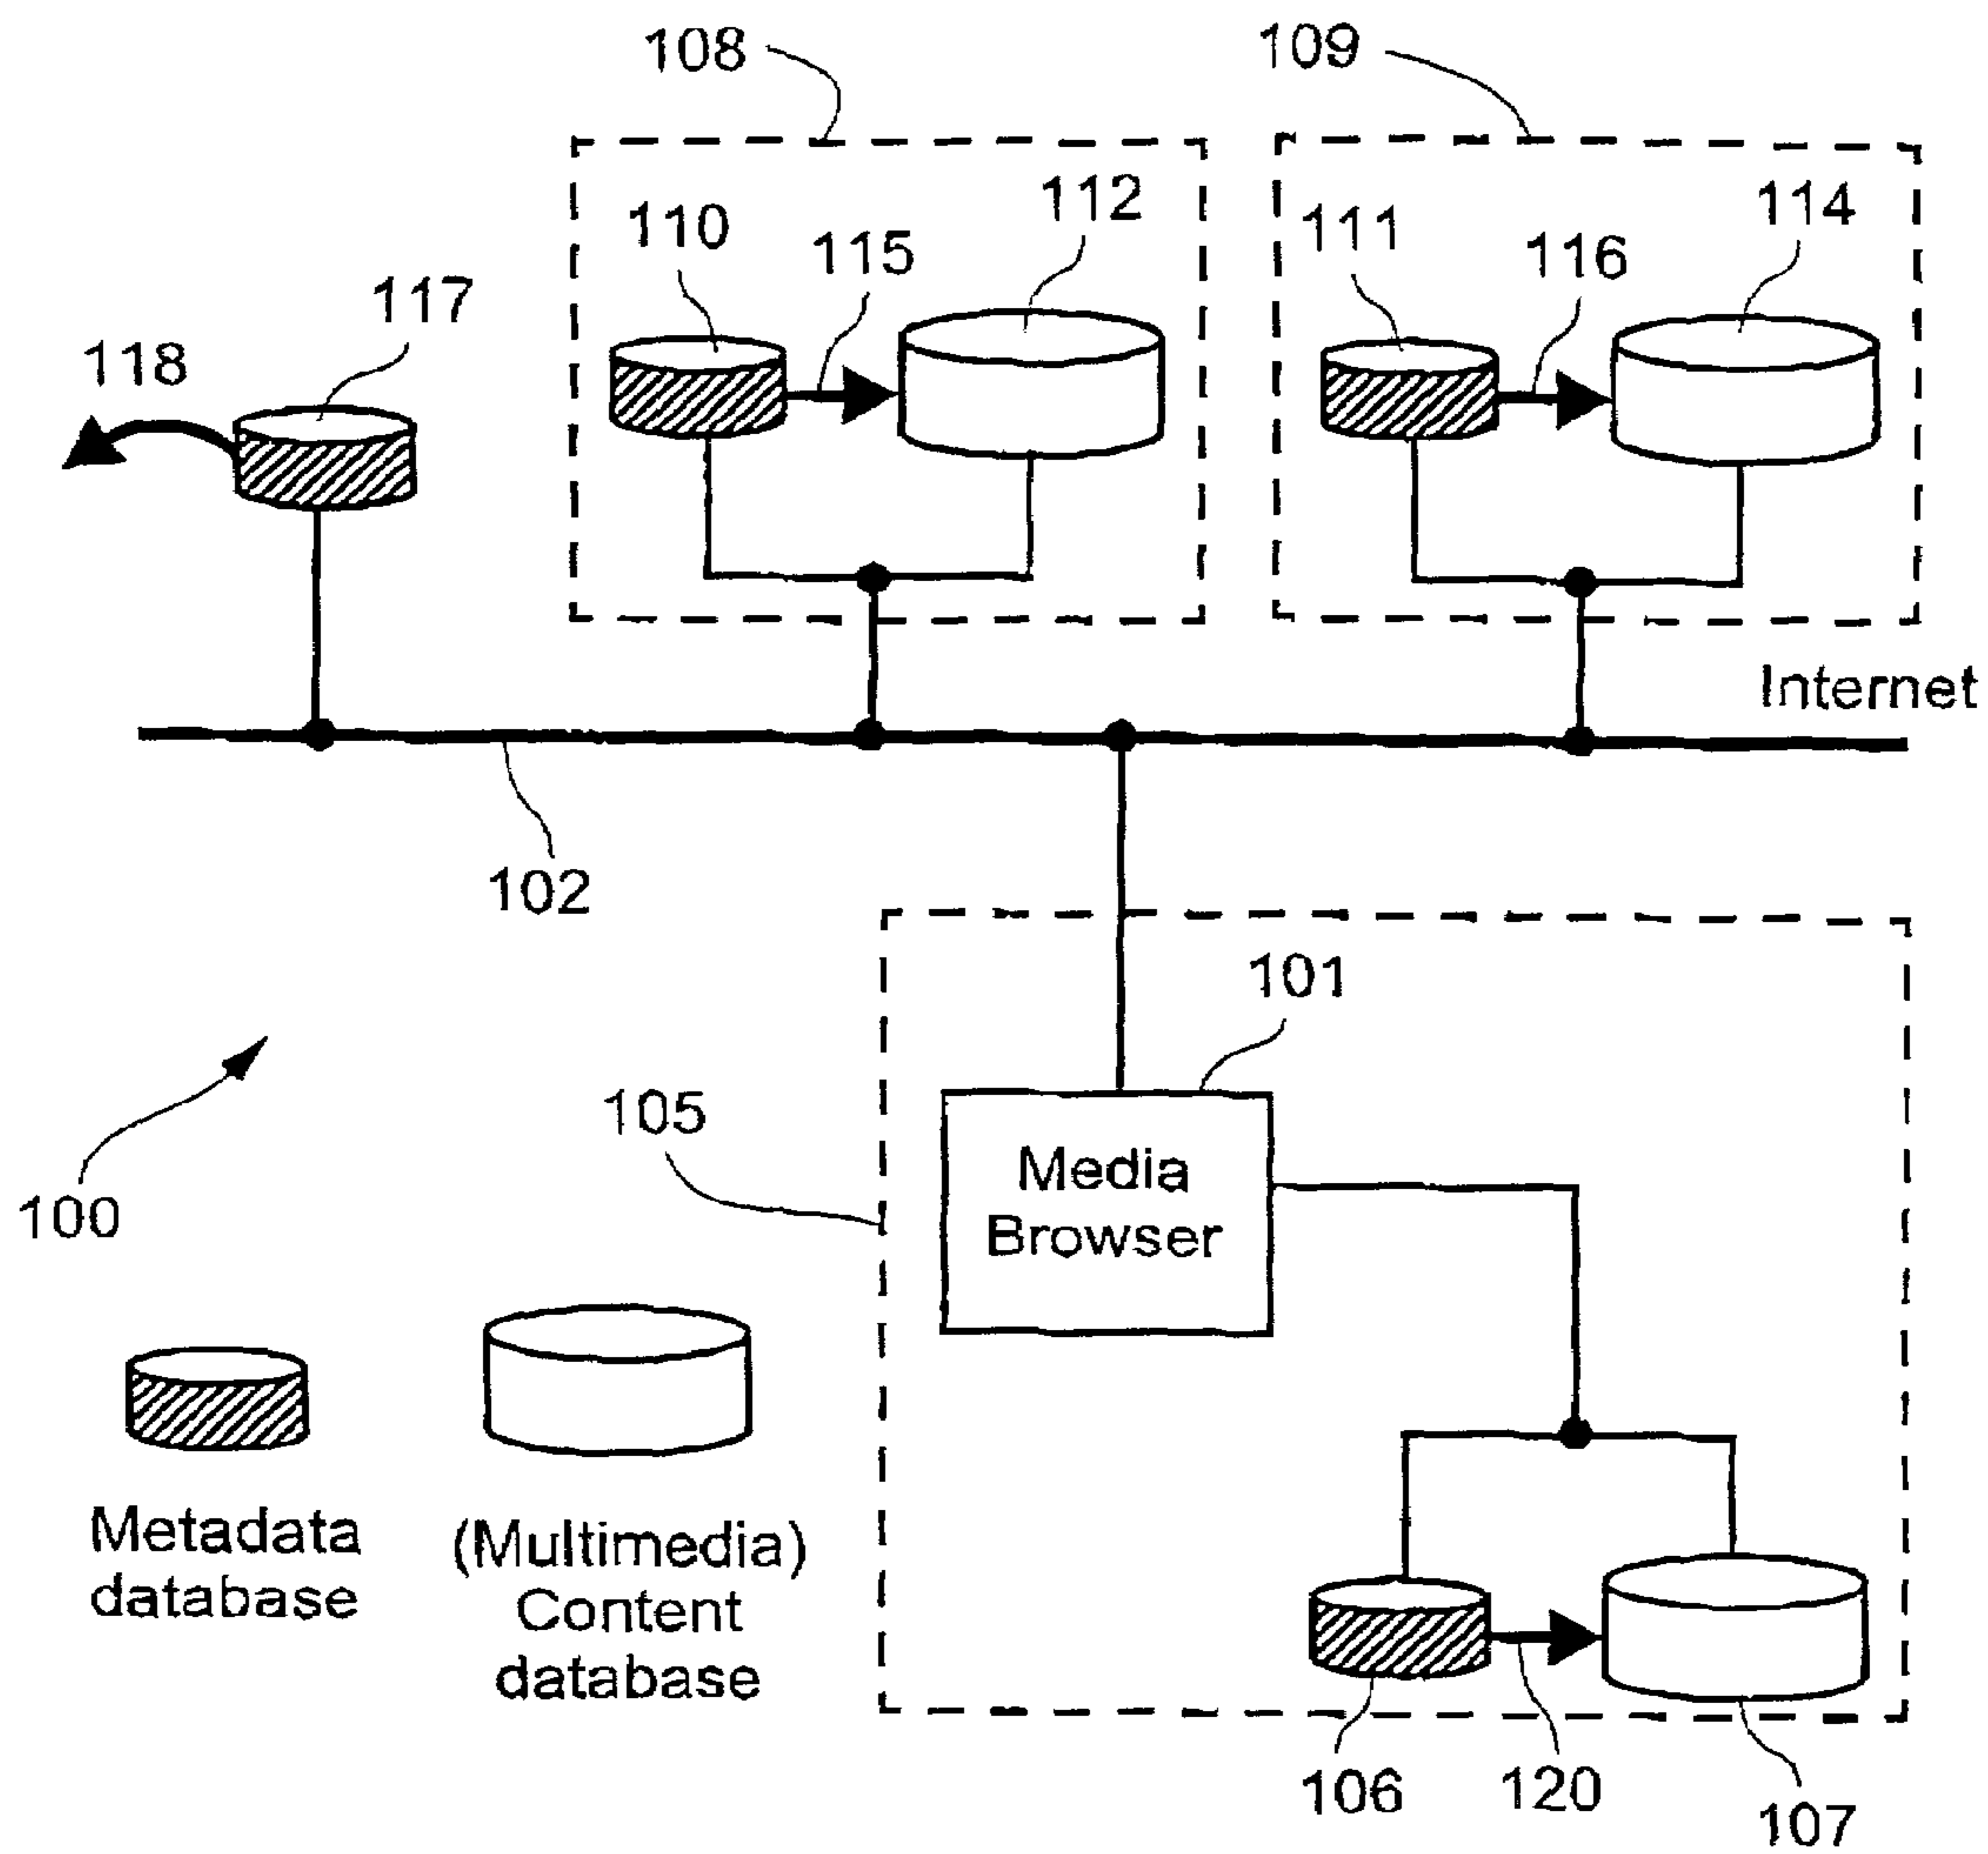 108
109
110
115
112
111
116
114
117
118
Internet
102
101
105
100
Media
Browser
Metadata
database
(Multimedia)
Content
database
106
120
107